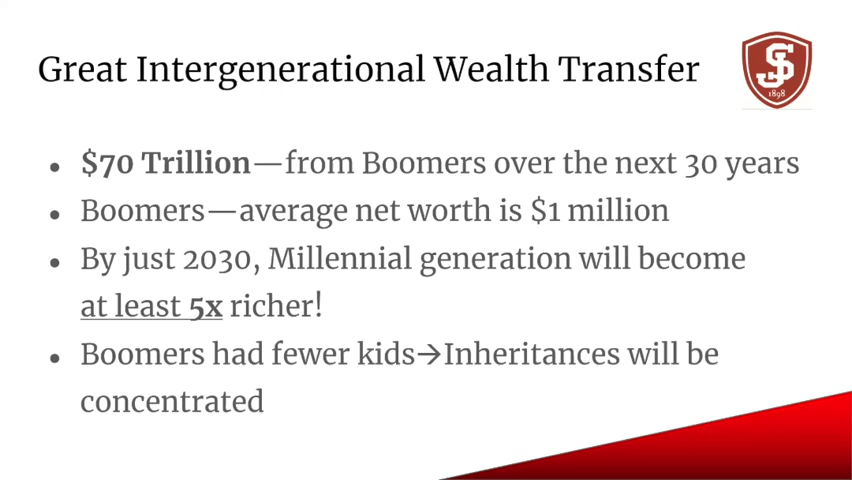 Great Intergenerational Wealth Transfer
SJ
1898
• $70 Trillion—from Boomers over the next 30 years
• Boomers—average net worth is $1 million
• By just 2030, Millennial generation will become
at least 5x richer!
• Boomers had fewer kids→Inheritances will be
concentrated